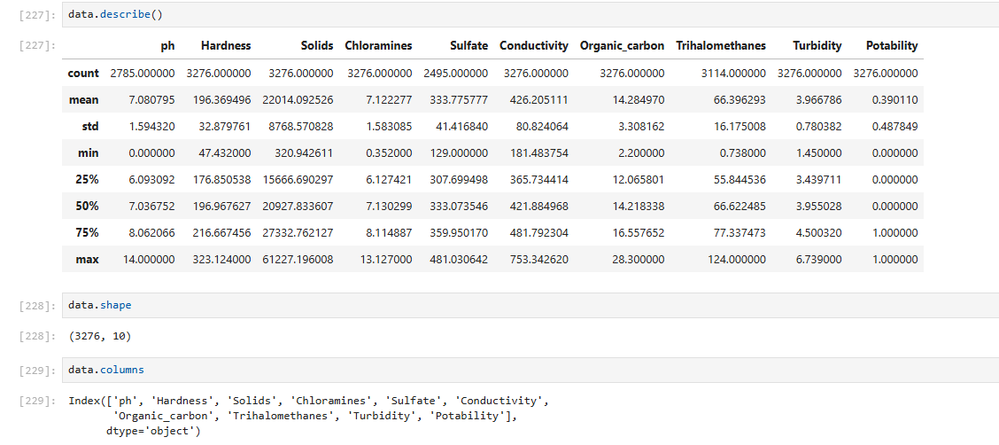 [227]: data.describe()
[227]: ph Hardness Solids Chloramines Sulfate Conductivity Organic_carbon Trihalomethanes Turbidity Potability
count 2785.000000 3276.000000 3276.000000 3276.000000 2495.000000 3276.000000 3276.000000 3114.000000 3276.000000 3276.000000
mean 7.080795 196.369496 22014.092526 7.122277 333.775777 426.205111 14.284970 66.396293 3.966786 0.390110
std 1.594320 32.879761 8768.570828 1.583085 41.416840 80.824064 3.308162 16.175008 0.780382 0.487849
min 0.000000 47.432000 320.942611 0.352000 129.000000 181.483754 2.200000 0.738000 1.450000 0.000000
25% 6.093092 176.850538 15666.690297 6.127421 307.699498 365.734414 12.065801 55.844536 3.439711 0.000000
50% 7.036752 196.967627 20927.833607 7.130299 333.073546 421.884968 14.218338 66.622485 3.955028 0.000000
75% 8.062066 216.667456 27332.762127 8.114887 359.950170 481.792304 16.557652 77.337473 4.500320 1.000000
max 14.000000 323.124000 61227.196008 13.127000 481.030642 753.342620 28.300000 124.000000 6.739000 1.000000
[228]: data.shape
[228]: (3276, 10)
[229]: data.columns
[229]: Index(['ph', 'Hardness', 'Solids', 'Chloramines', 'Sulfate', 'Conductivity',
'Organic_carbon', 'Trihalomethanes', 'Turbidity', 'Potability'],
dtype='object')